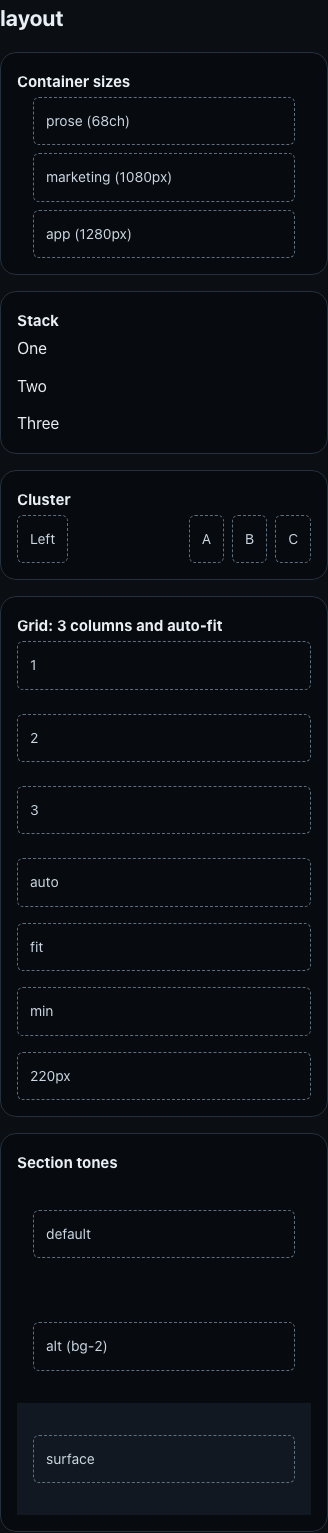 layout
Container sizes
prose (68ch)
marketing (1080px)
app (1280px)
Stack
One
Two
Three
Cluster
Left A B C
Grid: 3 columns and auto-fit
1
2
3
auto
fit
min
220px
Section tones
default
alt (bg-2)
surface